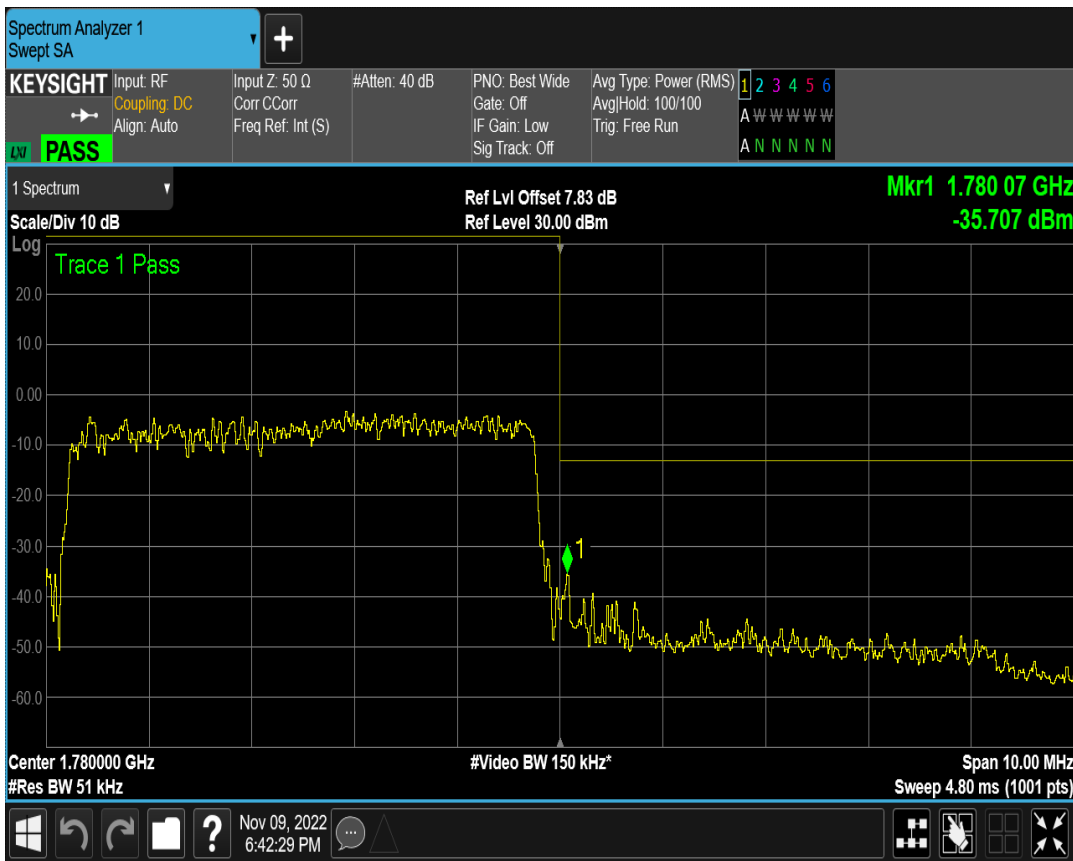 Spectrum Analyzer 1
Swept SA
+
KEYSIGHT
LXI PASS
Input: RF
Coupling: DC
Align: Auto
Input Z: 50 Ω
Corr CCorr
Freq Ref: Int (S)
#Atten: 40 dB
PNO: Best Wide
Gate: Off
IF Gain: Low
Sig Track: Off
Avg Type: Power (RMS)
Avg|Hold: 100/100
Trig: Free Run
1 2 3 4 5 6
A W W W W W
A N N N N N
1 Spectrum
Scale/Div 10 dB
Ref Lvl Offset 7.83 dB
Ref Level 30.00 dBm
Mkr1 1.780 07 GHz
-35.707 dBm
Log
Trace 1 Pass
20.0
10.0
0.00
-10.0
-20.0
-30.0
1
-40.0
-50.0
-60.0
Center 1.780000 GHz
#Video BW 150 kHz*
Span 10.00 MHz
#Res BW 51 kHz
Sweep 4.80 ms (1001 pts)
?
Nov 09, 2022
6:42:29 PM